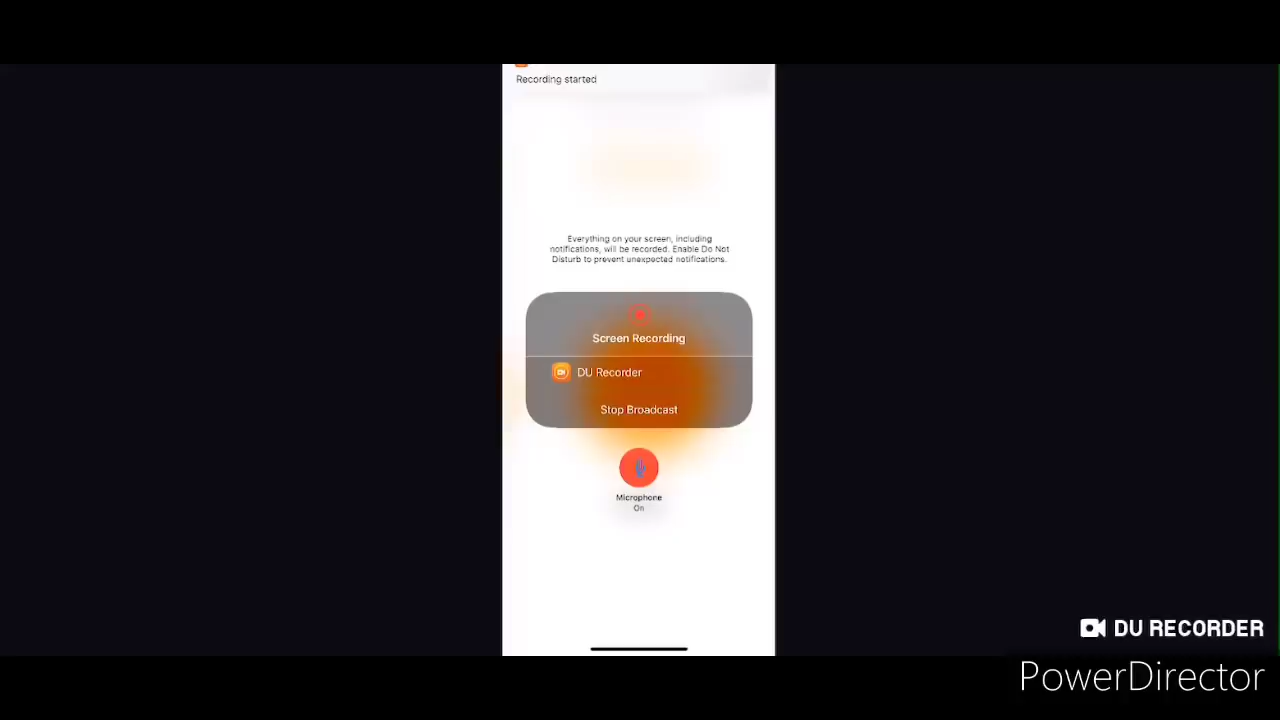 Recording started
Everything on your screen, including
notifications, will be recorded. Enable Do Not
Disturb to prevent unexpected notifications.
Screen Recording
DU Recorder
Stop Broadcast
Microphone
On
DU RECORDER
PowerDirector